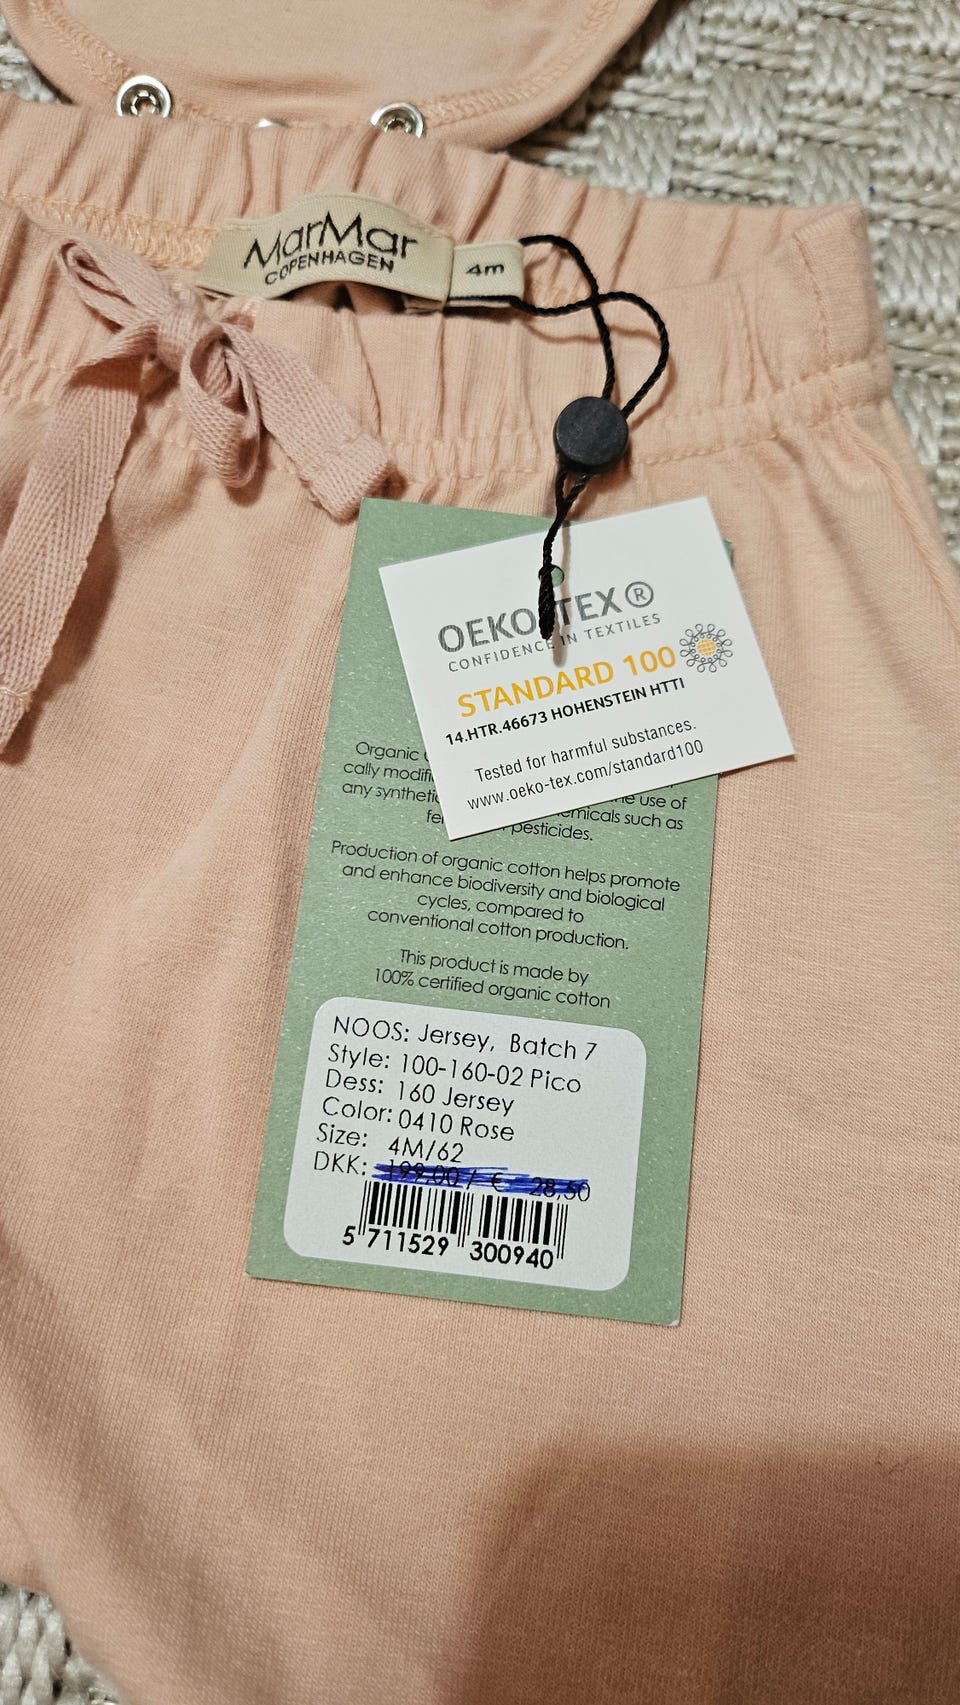 MarMar
COPENHAGEN
4m
OEKO-TEX®
CONFIDENCE IN TEXTILES
STANDARD 100
14.HTR.46673 HOHENSTEIN HTTI
Tested for harmful substances.
www.oeko-tex.com/standard100
Organic
cally
use of
any such as
pesticides.
Production of organic cotton helps promote
and enhance biodiversity and biological
cycles, compared to
conventional cotton production.
This product is made by
100% certified organic cotton
NOOS: Jersey, Batch 7
Style: 100-160-02 Pico
Dess: 160 Jersey
Color: 0410 Rose
Size: 4M/62
DKK: 199,00 / € 28,50
5 711529 300940